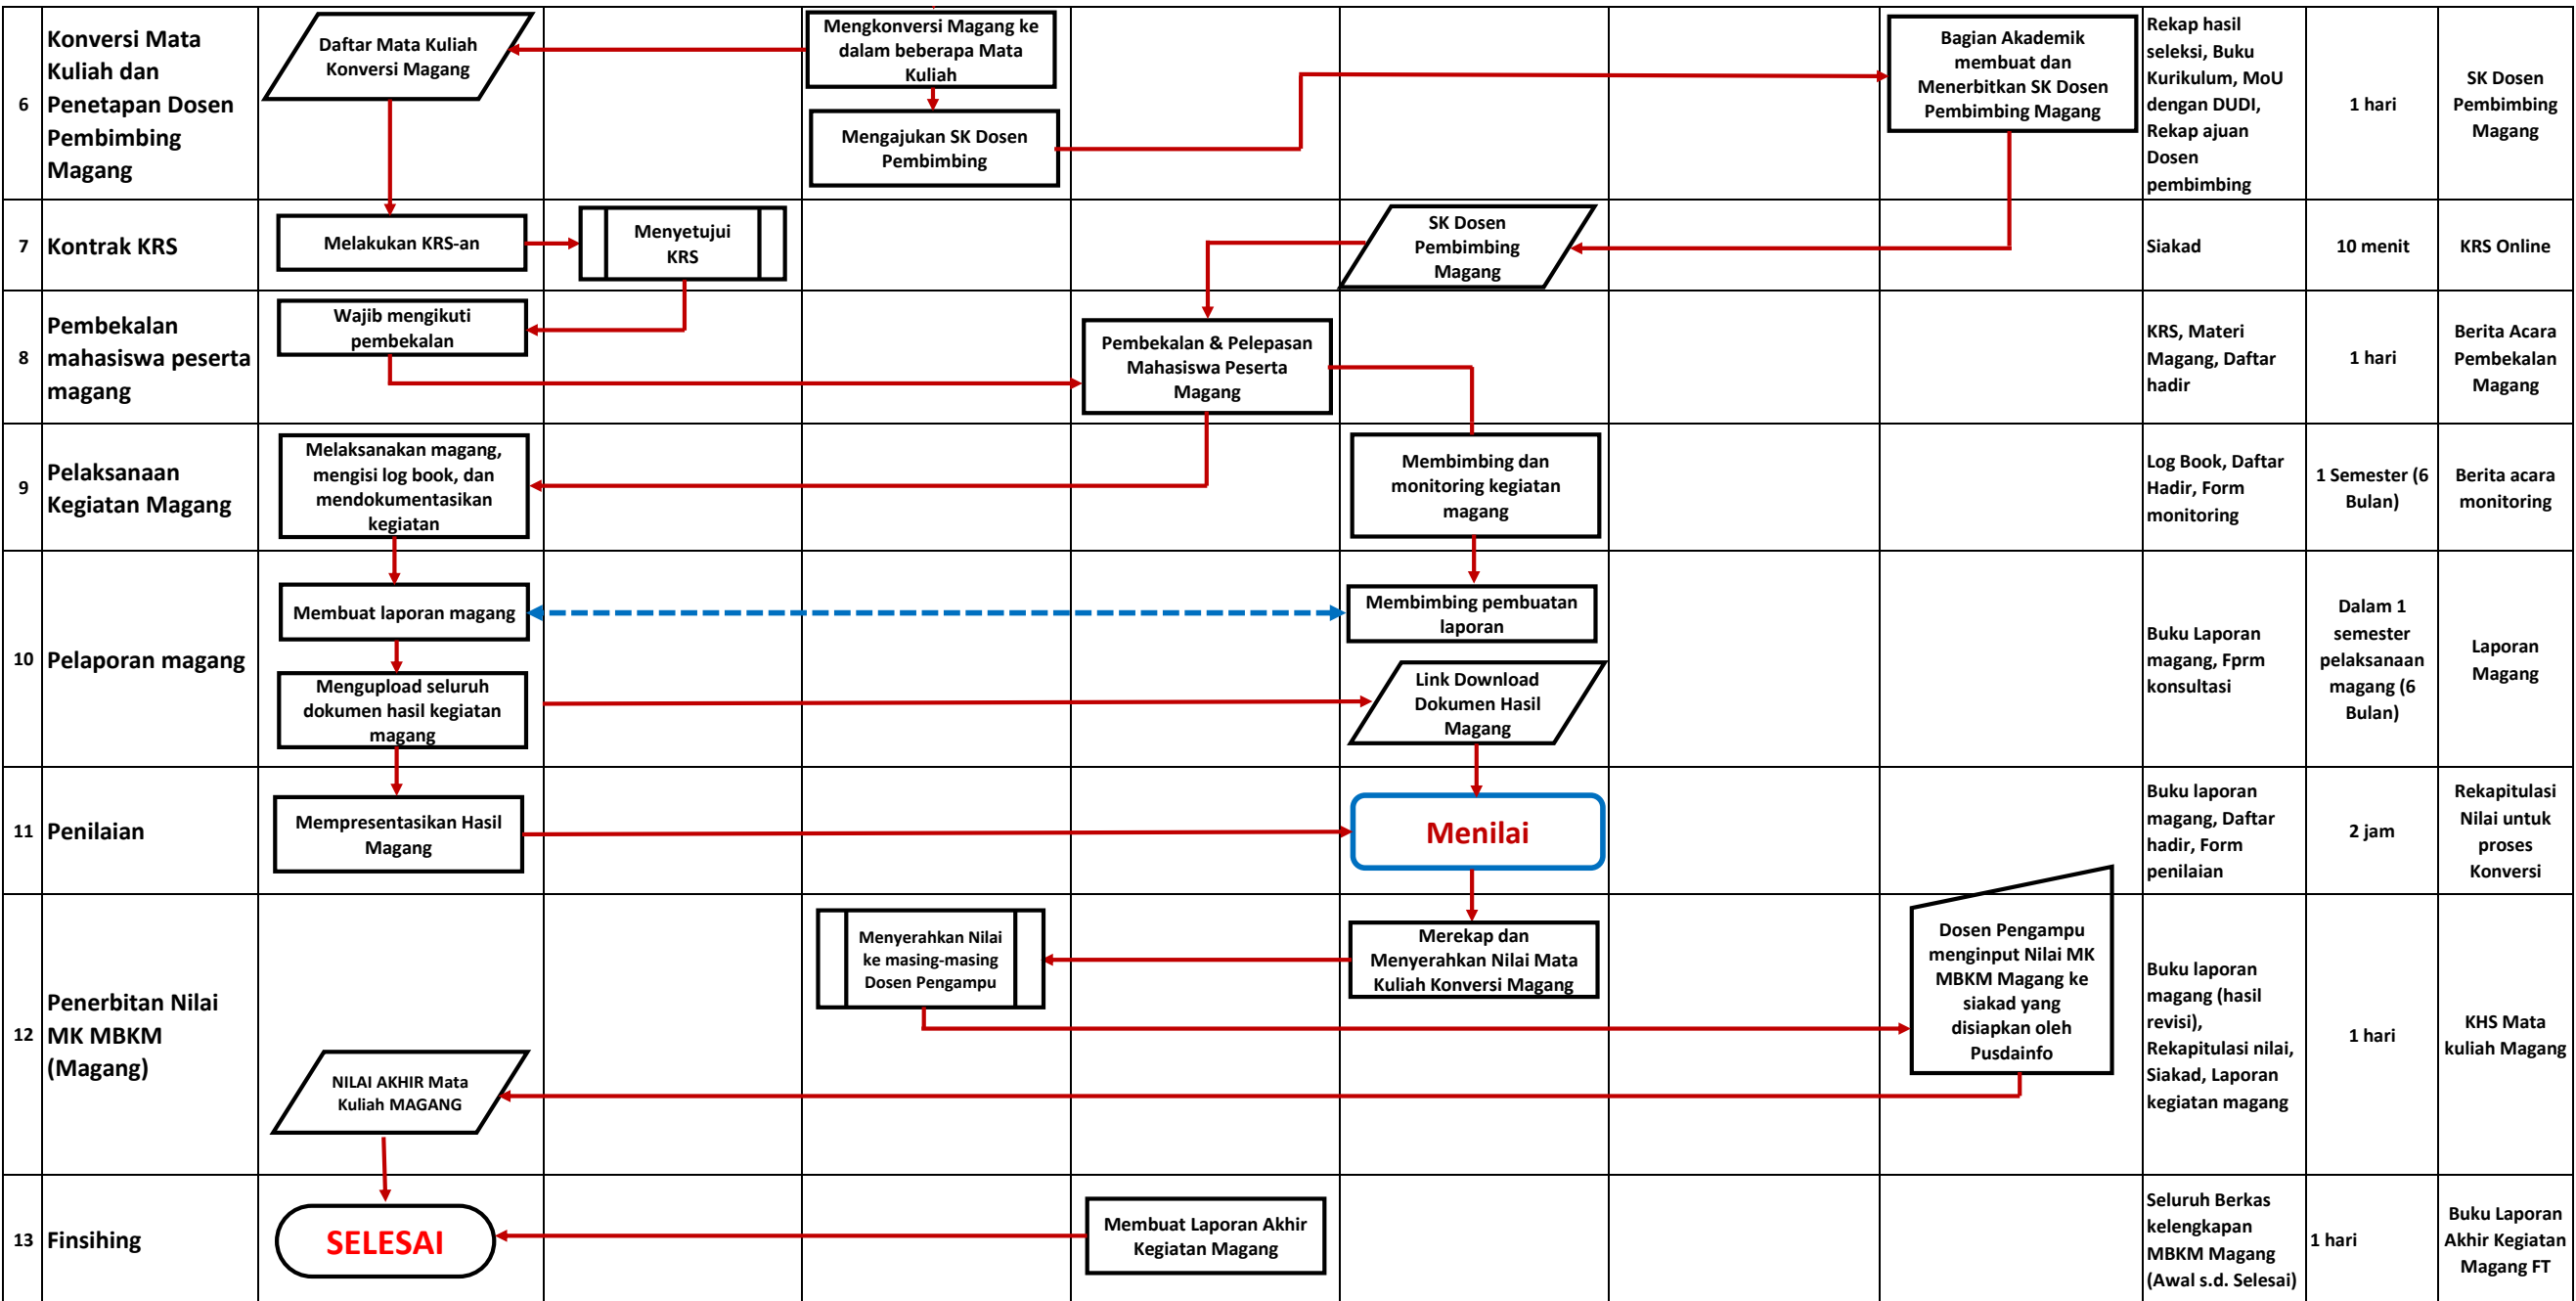 6
Konversi Mata
Kuliah dan
Penetapan Dosen
Pembimbing
Magang
Daftar Mata Kuliah
Konversi Magang
Mengkonversi Magang ke
dalam beberapa Mata
Kuliah
Mengajukan SK Dosen
Pembimbing
Bagian Akademik
membuat dan
Menerbitkan SK Dosen
Pembimbing Magang
Rekap hasil
seleksi, Buku
Kurikulum, MoU
dengan DUDI,
Rekap ajuan
Dosen
pembimbing
1 hari
SK Dosen
Pembimbing
Magang
7
Kontrak KRS
Melakukan KRS-an
Menyetujui
KRS
SK Dosen
Pembimbing
Magang
Siakad
10 menit
KRS Online
8
Pembekalan
mahasiswa peserta
magang
Wajib mengikuti
pembekalan
Pembekalan & Pelepasan
Mahasiswa Peserta
Magang
KRS, Materi
Magang, Daftar
hadir
1 hari
Berita Acara
Pembekalan
Magang
9
Pelaksanaan
Kegiatan Magang
Melaksanakan magang,
mengisi log book, dan
mendokumentasikan
kegiatan
Membimbing dan
monitoring kegiatan
magang
Log Book, Daftar
Hadir, Form
monitoring
1 Semester (6
Bulan)
Berita acara
monitoring
10
Pelaporan magang
Membuat laporan magang
Mengupload seluruh
dokumen hasil kegiatan
magang
Membimbing pembuatan
laporan
Link Download
Dokumen Hasil
Magang
Buku Laporan
magang, Fprm
konsultasi
Dalam 1
semester
pelaksanaan
magang (6
Bulan)
Laporan
Magang
11
Penilaian
Mempresentasikan Hasil
Magang
Menilai
Buku laporan
magang, Daftar
hadir, Form
penilaian
2 jam
Rekapitulasi
Nilai untuk
proses
Konversi
12
Penerbitan Nilai
MK MBKM
(Magang)
NILAI AKHIR Mata
Kuliah MAGANG
Menyerahkan Nilai
ke masing-masing
Dosen Pengampu
Merekap dan
Menyerahkan Nilai Mata
Kuliah Konversi Magang
Dosen Pengampu
menginput Nilai MK
MBKM Magang ke
siakad yang
disiapkan oleh
Pusdainfo
Buku laporan
magang (hasil
revisi),
Rekapitulasi nilai,
Siakad, Laporan
kegiatan magang
1 hari
KHS Mata
kuliah Magang
13
Finsihing
SELESAI
Membuat Laporan Akhir
Kegiatan Magang
Seluruh Berkas
kelengkapan
MBKM Magang
(Awal s.d. Selesai)
1 hari
Buku Laporan
Akhir Kegiatan
Magang FT